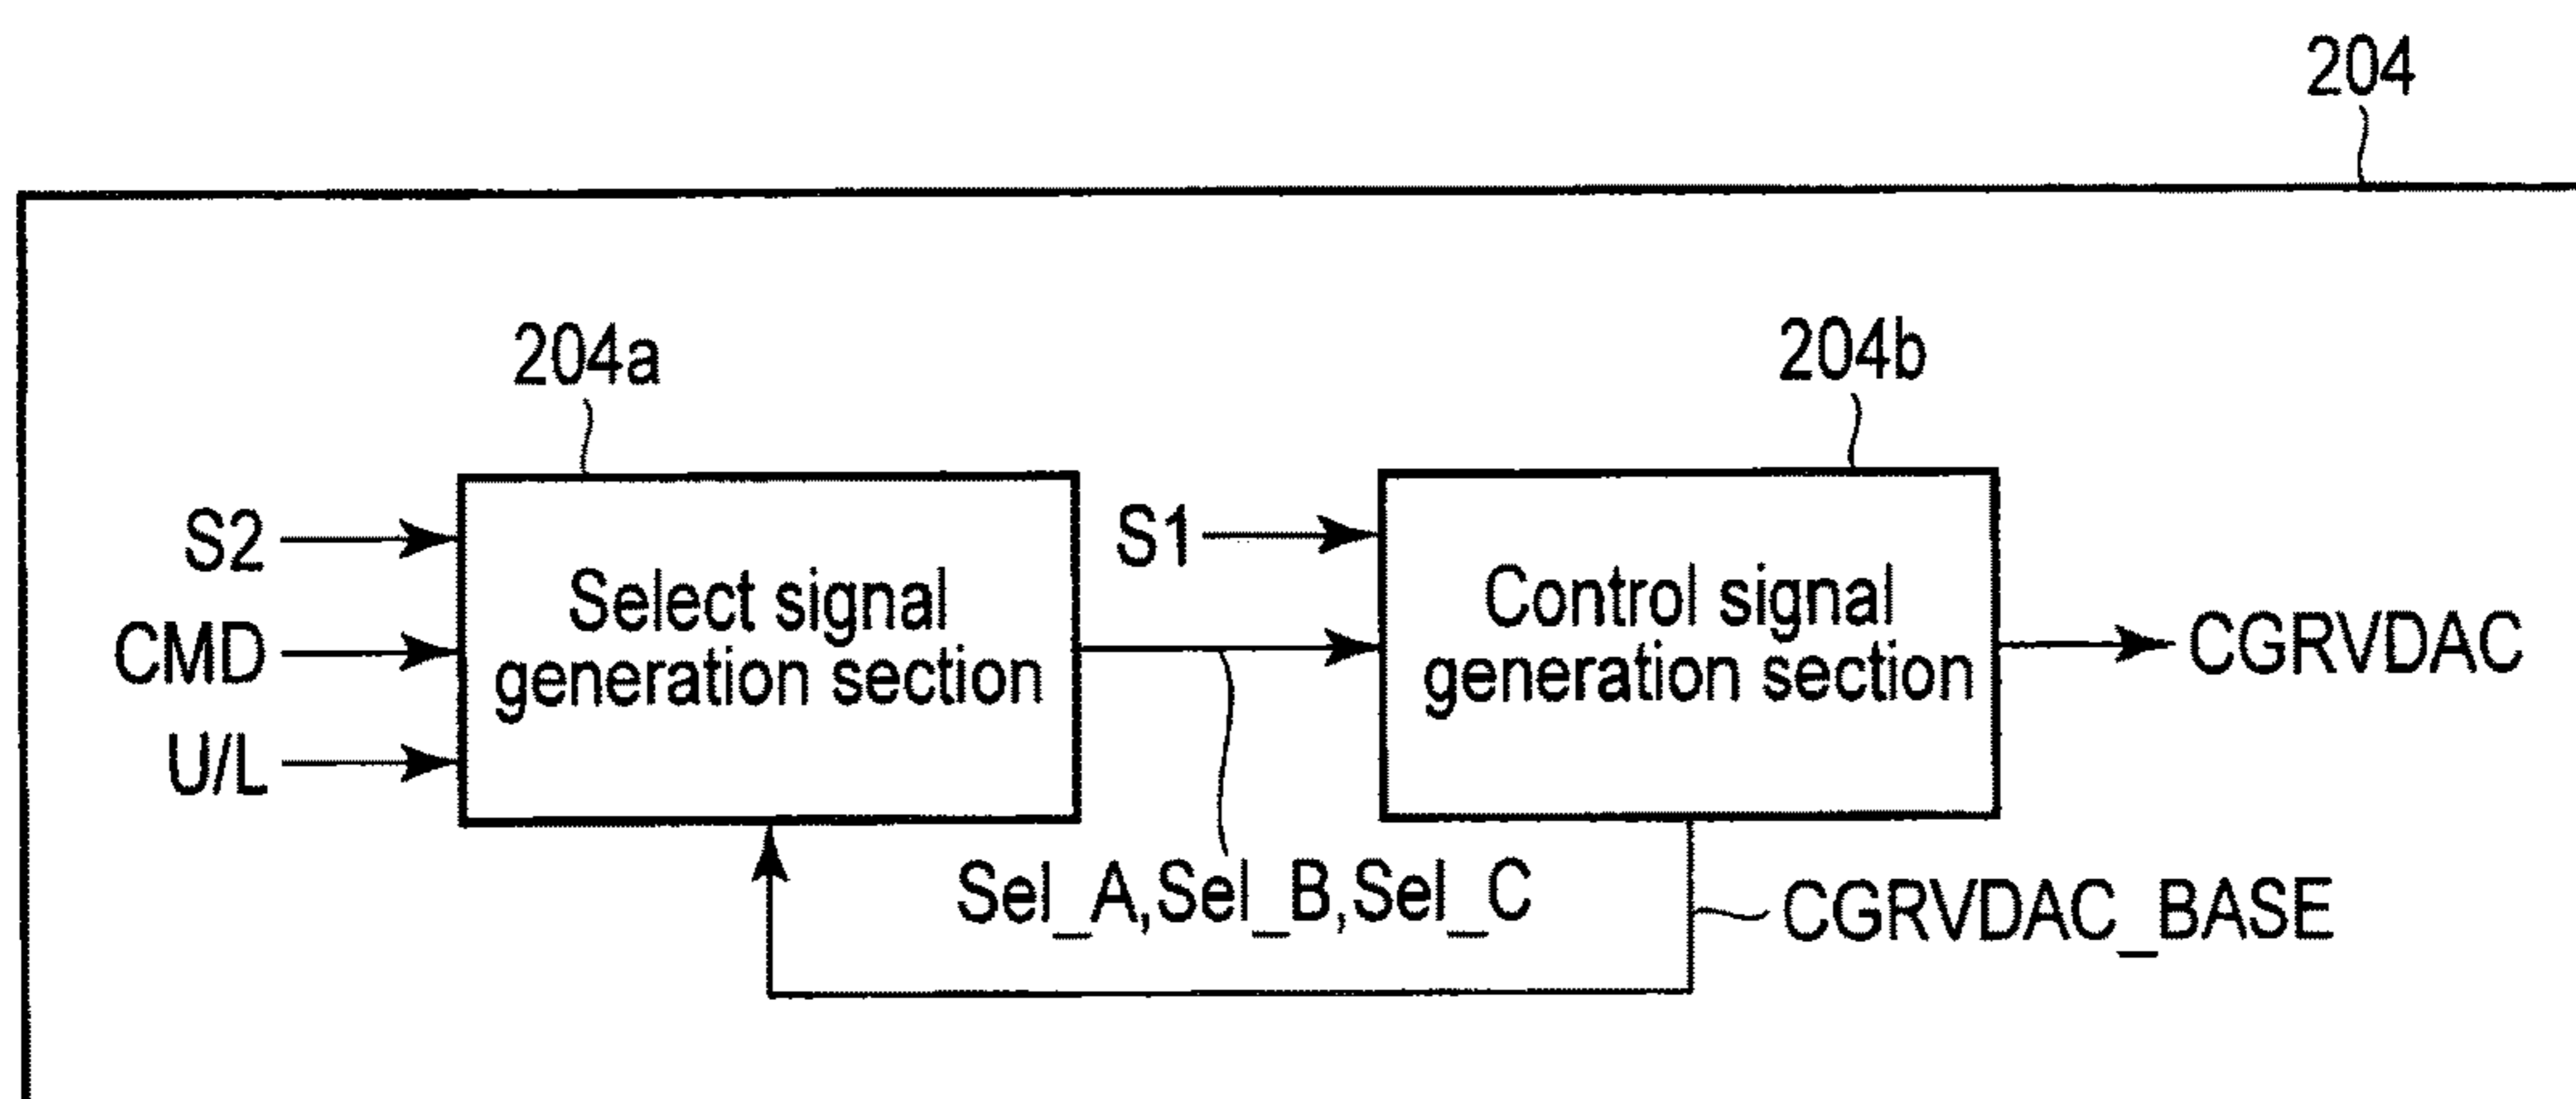 204
204a
204b
S2
CMD
U/L
Select signal
generation section
S1
Control signal
generation section
CGRVDAC
Sel_A,Sel_B,Sel_C
CGRVDAC_BASE